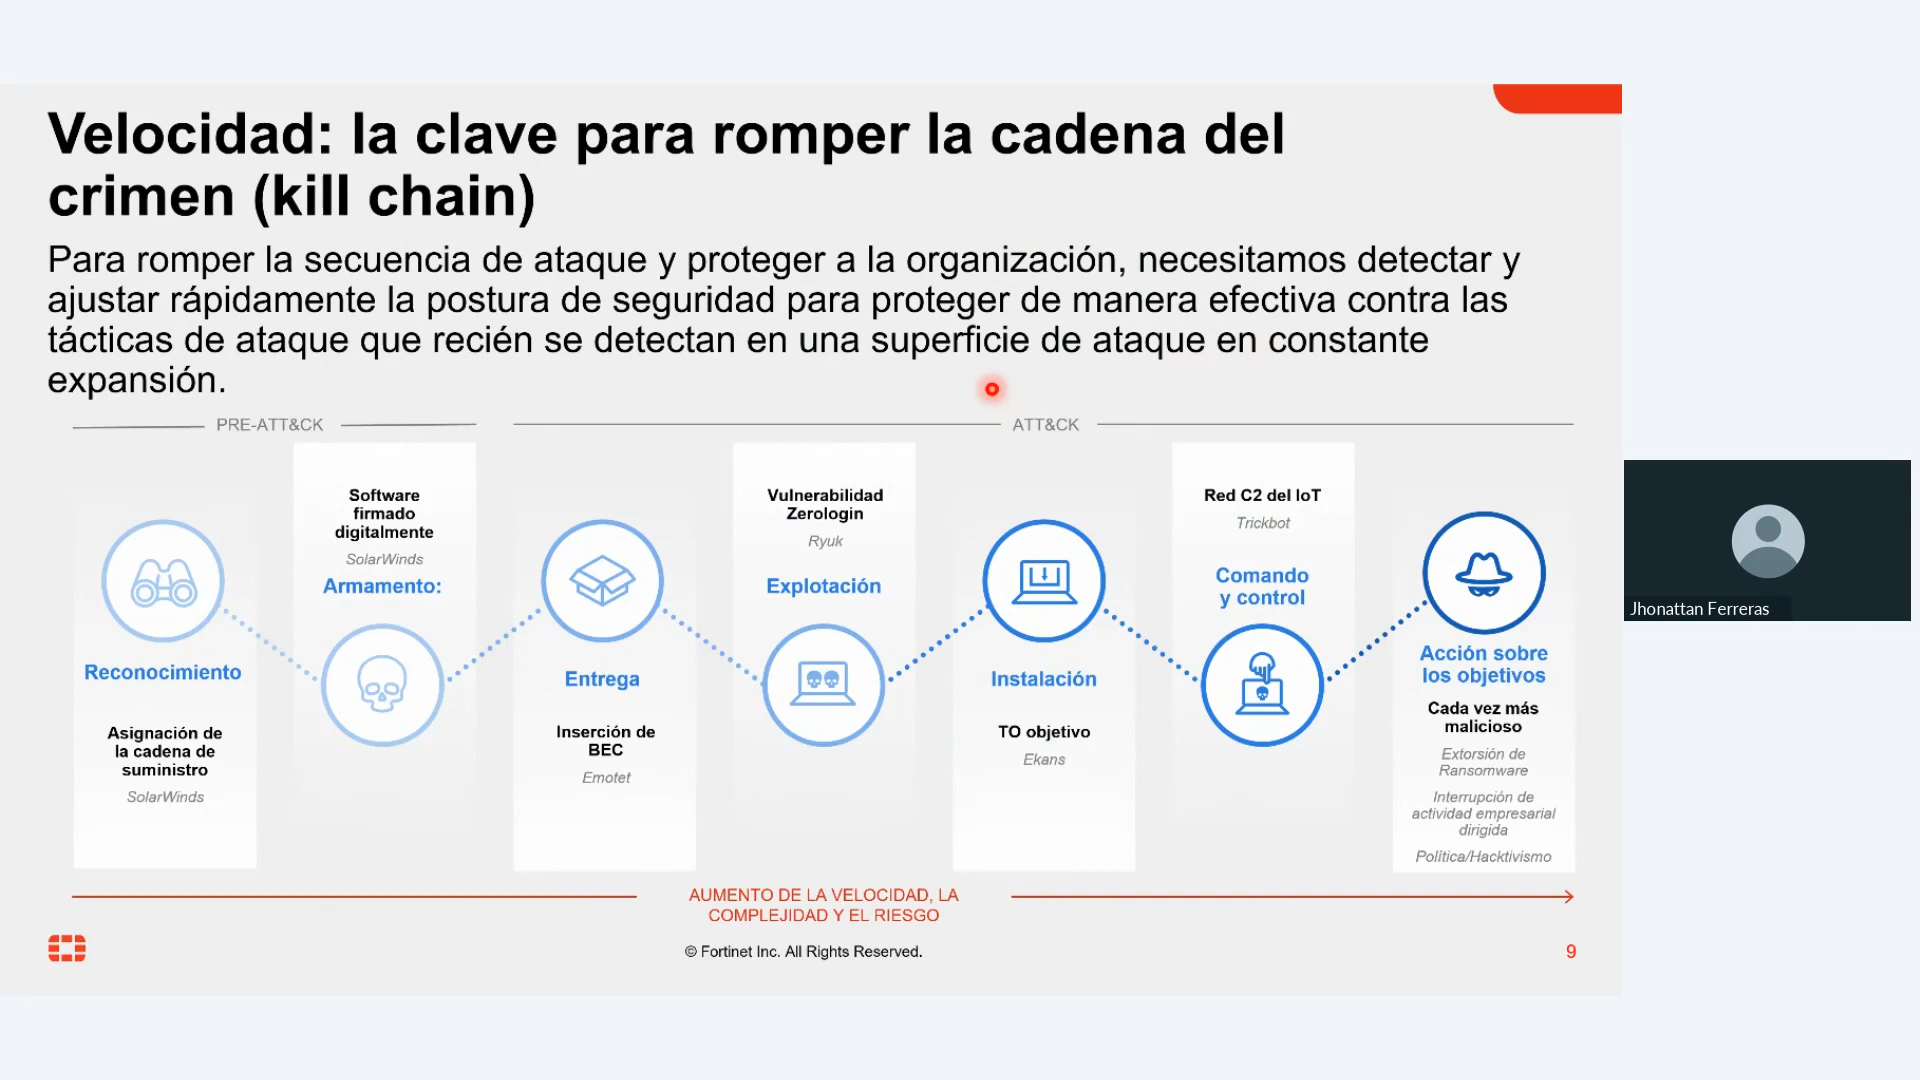 Velocidad: la clave para romper la cadena del
crimen (kill chain)
Para romper la secuencia de ataque y proteger a la organización, necesitamos detectar y
ajustar rápidamente la postura de seguridad para proteger de manera efectiva contra las
tácticas de ataque que recién se detectan en una superficie de ataque en constante
expansión.
PRE-ATT&CK
ATT&CK
Reconocimiento
Asignación de
la cadena de
suministro
SolarWinds
Software
firmado
digitalmente
SolarWinds
Armamento:
Entrega
Inserción de
BEC
Emotet
Vulnerabilidad
Zerologin
Ryuk
Explotación
Instalación
TO objetivo
Ekans
Red C2 del IoT
Trickbot
Comando
y control
Acción sobre
los objetivos
Cada vez más
malicioso
Extorsión de
Ransomware
Interrupción de
actividad empresarial
dirigida
Política/Hacktivismo
AUMENTO DE LA VELOCIDAD, LA
COMPLEJIDAD Y EL RIESGO
© Fortinet Inc. All Rights Reserved.
9
Jhonattan Ferreras